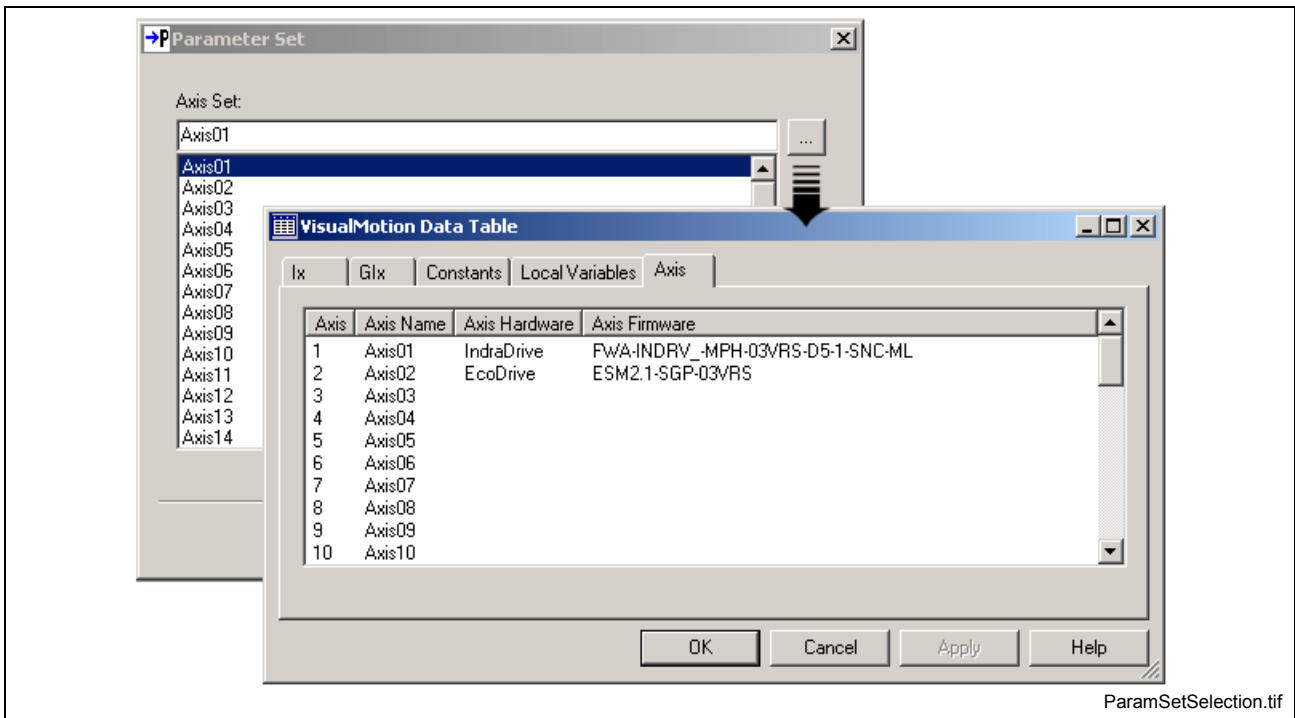 →P Parameter Set
Axis Set:
Axis01
...
Axis01
Axis02
Axis03
Axis04
Axis05
Axis06
Axis07
Axis08
Axis09
Axis10
Axis11
Axis12
Axis13
Axis14
VisualMotion Data Table
Ix GIx Constants Local Variables Axis
Axis Axis Name Axis Hardware Axis Firmware
1 Axis01 IndraDrive FWA-INDRV_-MPH-03VRS-D5-1-SNC-ML
2 Axis02 EcoDrive ESM2.1-SGP-03VRS
3 Axis03
4 Axis04
5 Axis05
6 Axis06
7 Axis07
8 Axis08
9 Axis09
10 Axis10
OK Cancel Apply Help
ParamSetSelection.tif